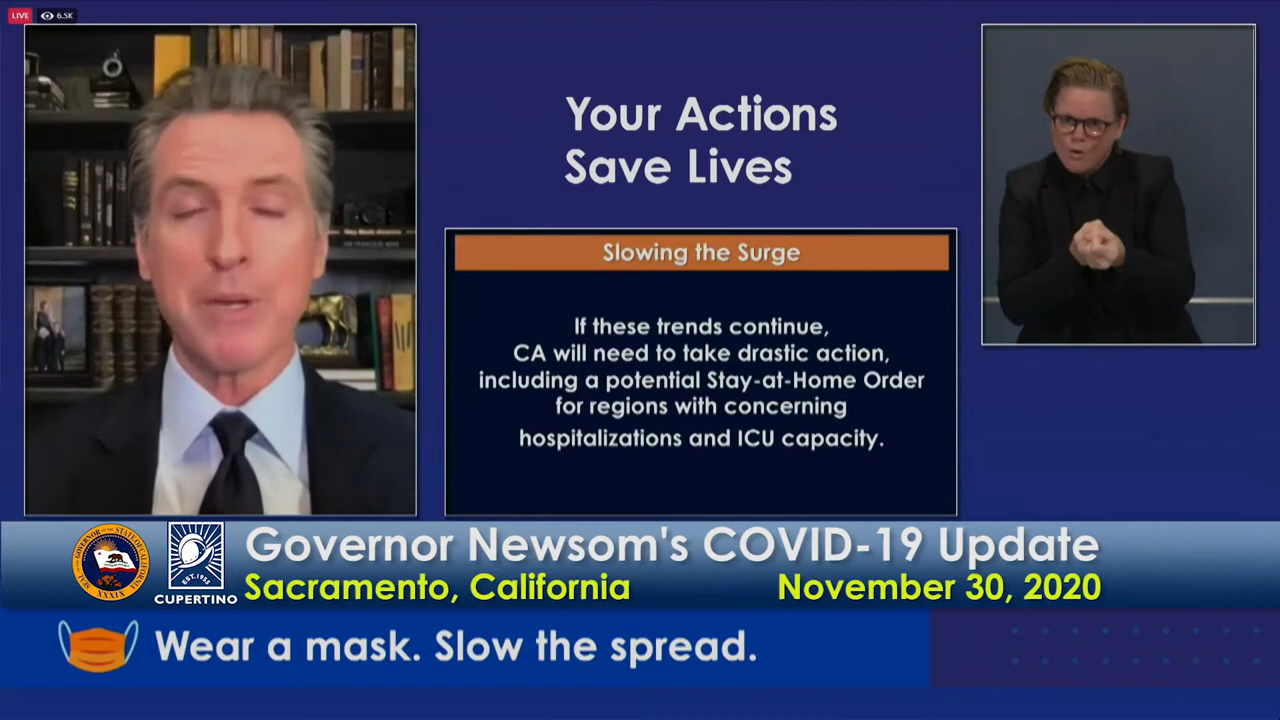 LIVE
6.5K
Your Actions
Save Lives
Slowing the Surge
If these trends continue,
CA will need to take drastic action,
including a potential Stay-at-Home Order
for regions with concerning
hospitalizations and ICU capacity.
Governor Newsom's COVID-19 Update
Sacramento, California
November 30, 2020
EST. 1955
CUPERTINO
Wear a mask. Slow the spread.